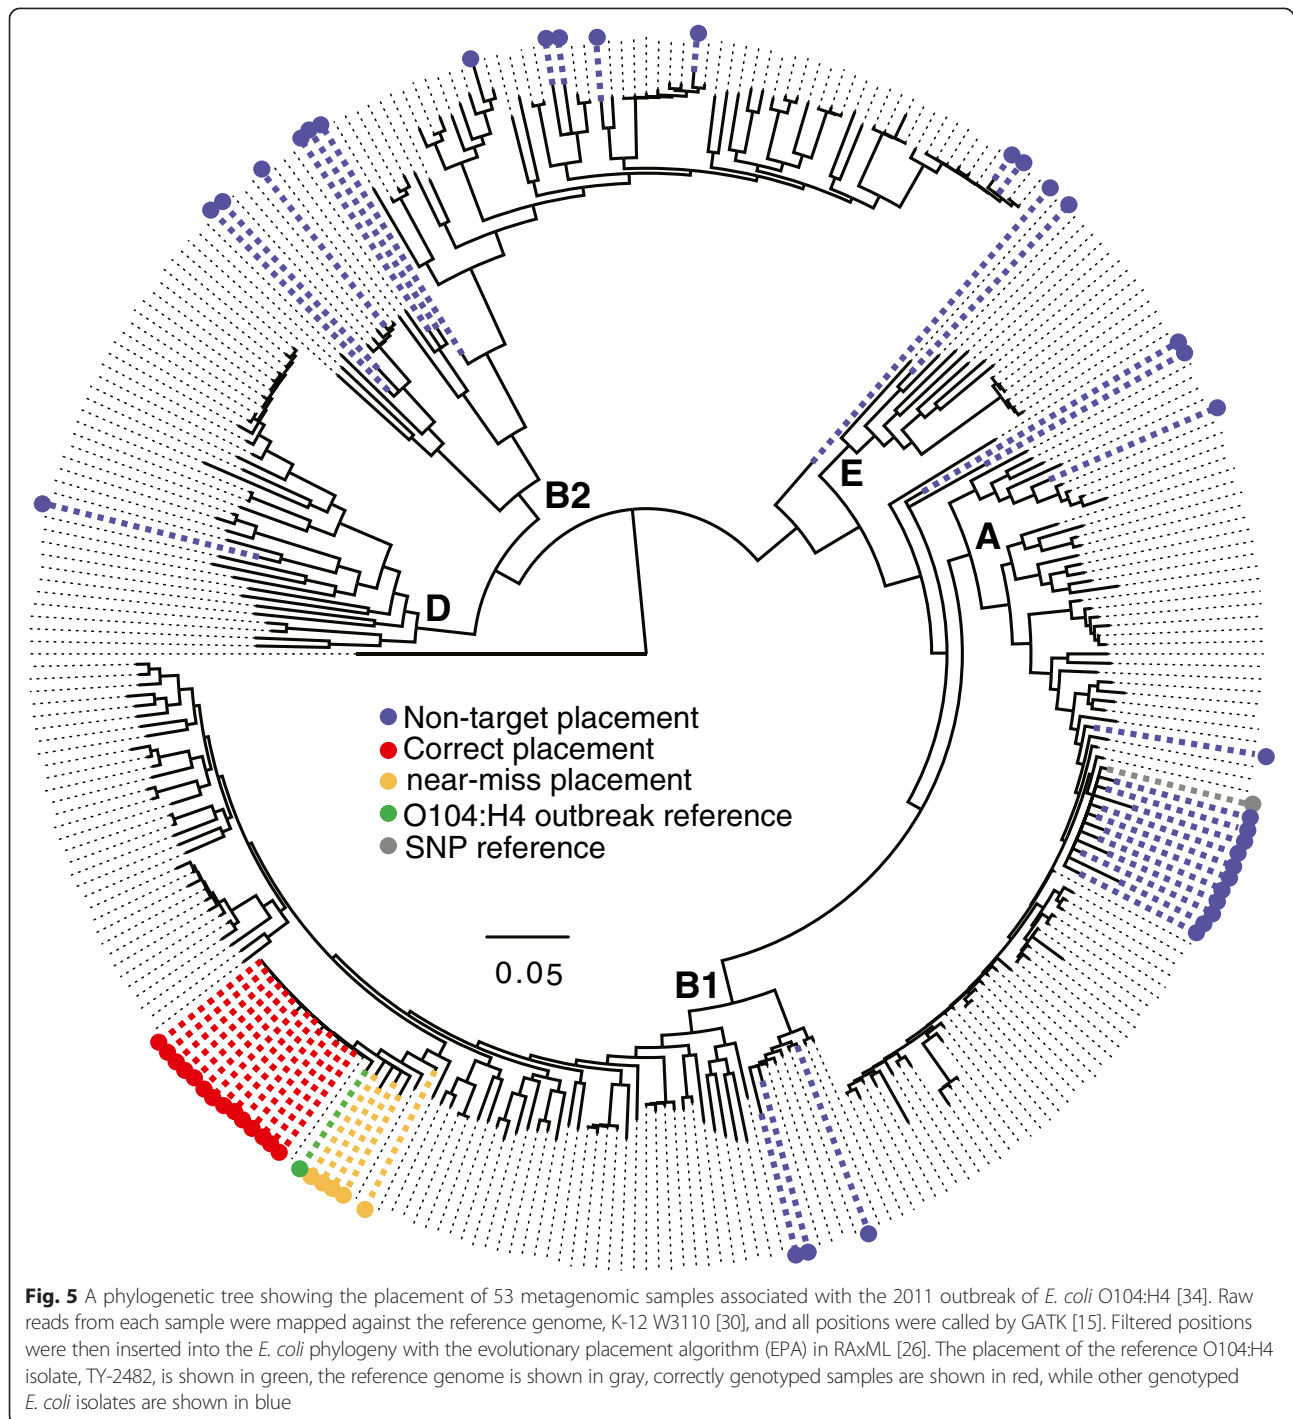 B2
E
A
D
Non-target placement
Correct placement
near-miss placement
O104:H4 outbreak reference
SNP reference
0.05
B1
Fig. 5 A phylogenetic tree showing the placement of 53 metagenomic samples associated with the 2011 outbreak of E. coli O104:H4 [34]. Raw
reads from each sample were mapped against the reference genome, K-12 W3110 [30], and all positions were called by GATK [15]. Filtered positions
were then inserted into the E. coli phylogeny with the evolutionary placement algorithm (EPA) in RAxML [26]. The placement of the reference O104:H4
isolate, TY-2482, is shown in green, the reference genome is shown in gray, correctly genotyped samples are shown in red, while other genotyped
E. coli isolates are shown in blue